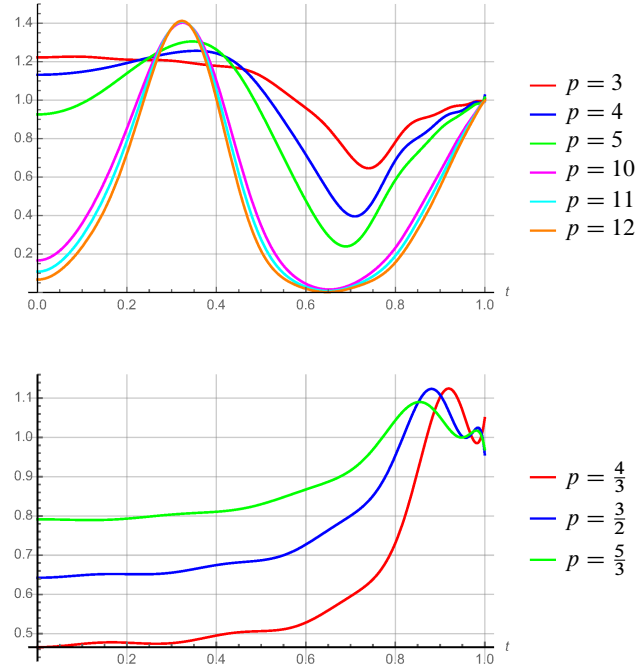 1.4
1.2
1.0
0.8
0.6
0.4
0.2
0.0 0.2 0.4 0.6 0.8 1.0 t
p = 3
p = 4
p = 5
p = 10
p = 11
p = 12
1.1
1.0
0.9
0.8
0.7
0.6
0.5
0.2 0.4 0.6 0.8 1.0 t
p = 4/3
p = 3/2
p = 5/3